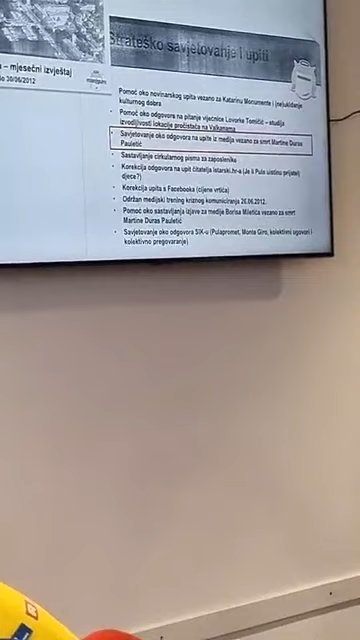 – mjesečni izvještaj
do 30/06/2012
Strateško savjetovanje i upiti
Pomoć oko novinarskog upita vezano za Katarinu Monumente i (ne)ukidanje
kulturnog dobra
Pomoć oko odgovora na pitanje vijećnice Lovorke Tomičić – studija
izvodljivosti lokacije pročistača na Valkanama
Savjetovanje oko odgovora na upite iz medija vezano za smrt Martine Duras
Pauletić
Sastavljanje cirkularnog pisma za zaposlenike
Korekcija odgovora na upit čitatelja istarski.hr-a (Je li Pula uistinu prijatelj
djece?)
Korekcija upita s Facebooka (cijene vrtića)
Održan medijski trening kriznog komuniciranja 26.06.2012.
Pomoć oko sastavljanja izjave za medije Borisa Miletića vezano za smrt
Martine Duras Pauletić
Savjetovanje oko odgovora SIK-u (Pulapromet, Monte Giro, kolektivni ugovori i
kolektivno pregovaranje)